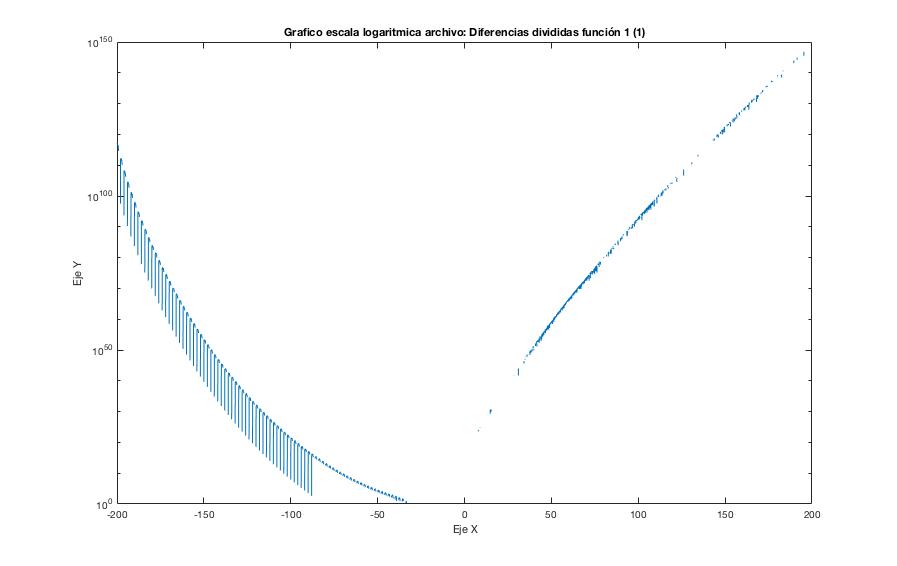 Grafico escala logaritmica archivo: Diferencias divididas función 1 (1)
10^150
10^100
Eje Y
10^50
10^0
-200 -150 -100 -50 0 50 100 150 200
Eje X